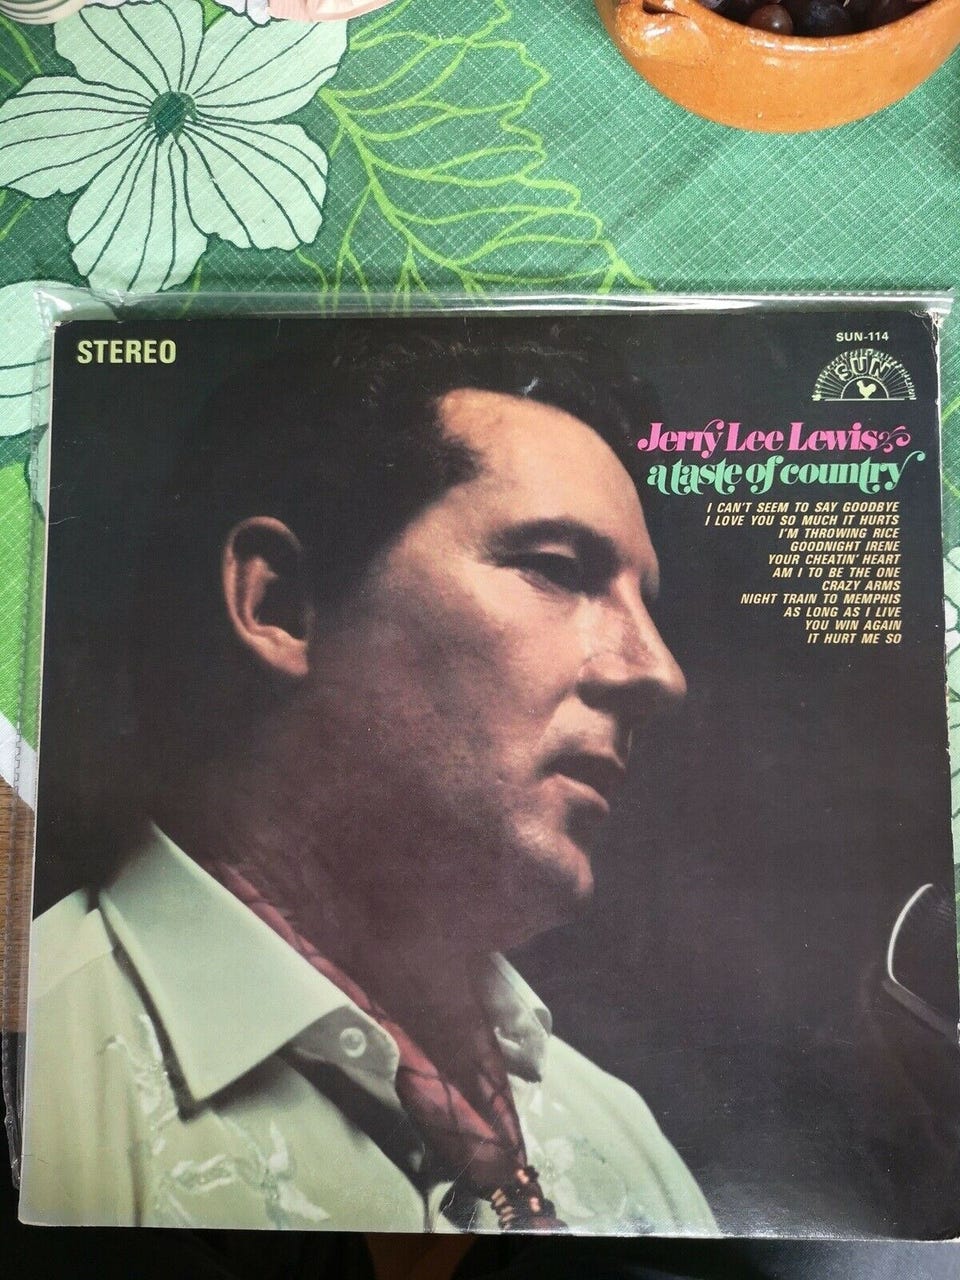 STEREO
SUN-114
SUN
Jerry Lee Lewis
a taste of country
I CAN'T SEEM TO SAY GOODBYE
I LOVE YOU SO MUCH IT HURTS
I'M THROWING RICE
GOODNIGHT IRENE
YOUR CHEATIN' HEART
AM I TO BE THE ONE
CRAZY ARMS
NIGHT TRAIN TO MEMPHIS
AS LONG AS I LIVE
YOU WIN AGAIN
IT HURT ME SO